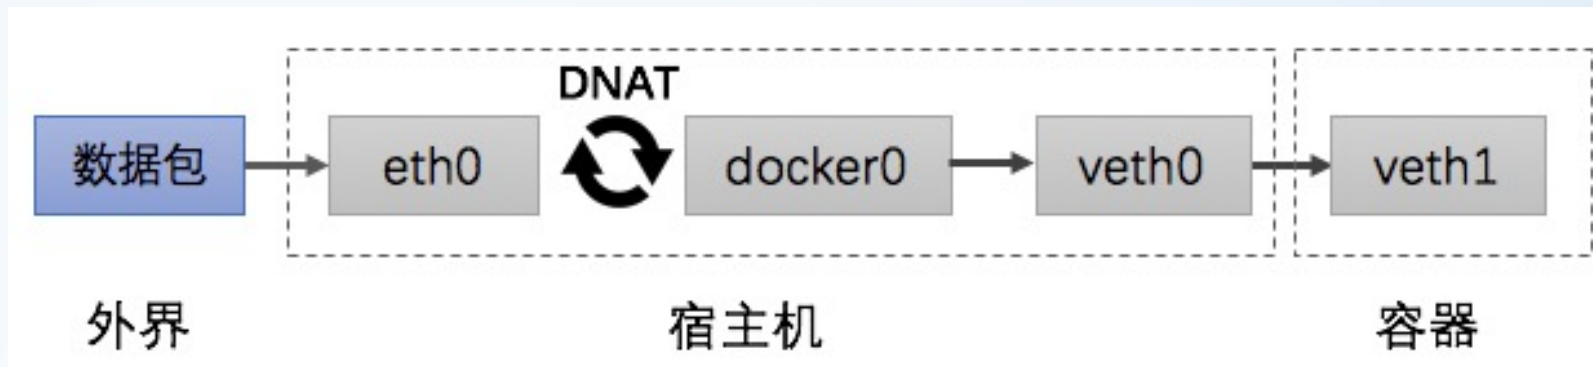 DNAT
数据包
eth0
docker0
veth0
veth1
外界
宿主机
容器